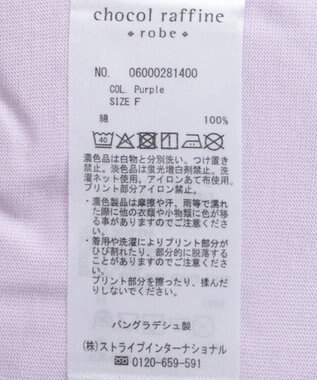 chocol raffine
robe
NO. 06000281400
COL. Purple
SIZE F
綿 100%
40
濃色品は白物と分別洗い。つけ置き
禁止。淡色品は蛍光増白剤禁止。洗
濯ネット使用。アイロンあて布使用。
プリント部分アイロン禁止。
・濃色製品は摩擦や汗、雨等で濡れ
た際に他の衣類や小物類に色が移
る事がありますのでご注意くださ
い。
・着用や洗濯によりプリント部分が
ひび割れたり、部分的に脱落する
ことがありますのでご注意ください。
プリント部分を擦ったり、揉んだ
りしないでください。
バングラデシュ製
(株)ストライプインターナショナル
0120-659-591